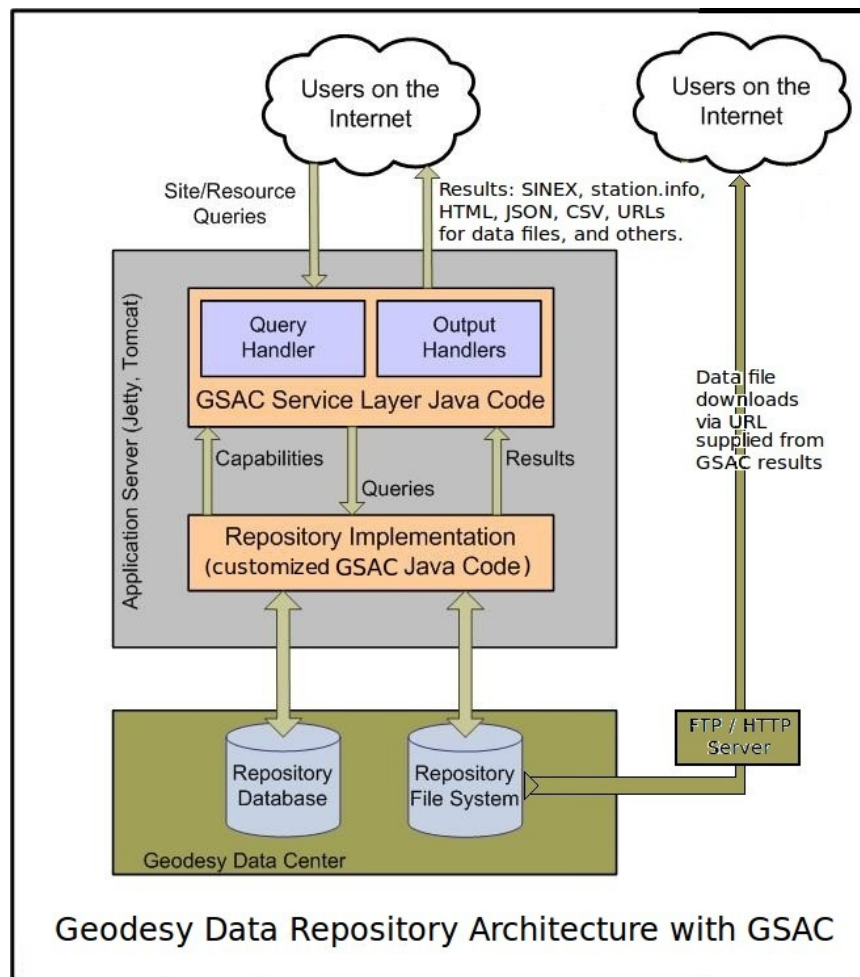 Users on the
Internet
Users on the
Internet
Site/Resource
Queries
Results: SINEX, station.info,
HTML, JSON, CSV, URLs
for data files, and others.
Application Server (Jetty, Tomcat)
Query
Handler
Output
Handlers
GSAC Service Layer Java Code
Capabilities
Queries
Results
Repository Implementation
(customized GSAC Java Code)
Data file
downloads
via URL
supplied from
GSAC results
FTP / HTTP
Server
Repository
Database
Repository
File System
Geodesy Data Center
Geodesy Data Repository Architecture with GSAC